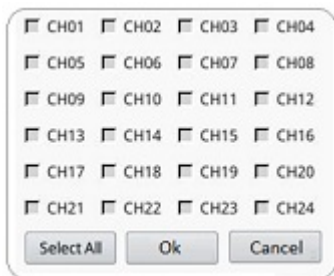 CH01 CH02 CH03 CH04
CH05 CH06 CH07 CH08
CH09 CH10 CH11 CH12
CH13 CH14 CH15 CH16
CH17 CH18 CH19 CH20
CH21 CH22 CH23 CH24
Select All Ok Cancel